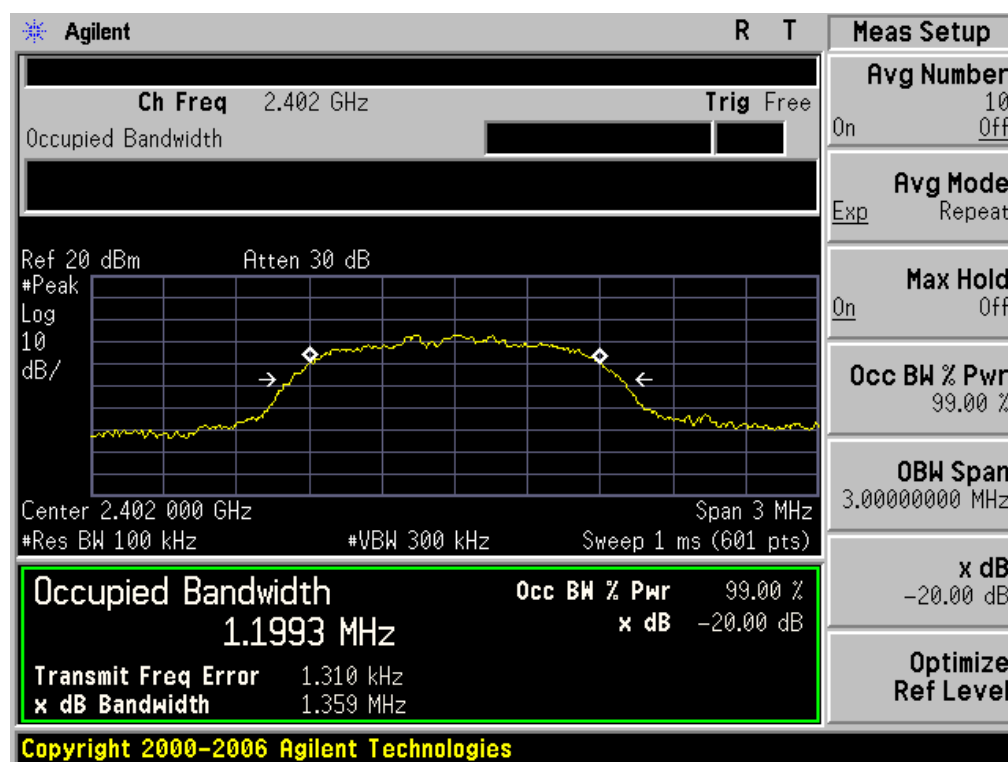 Agilent R T
Ch Freq 2.402 GHz Trig Free
Occupied Bandwidth
Ref 20 dBm Atten 30 dB
#Peak
Log
10
dB/
Center 2.402 000 GHz Span 3 MHz
#Res BW 100 kHz #VBW 300 kHz Sweep 1 ms (601 pts)
Occupied Bandwidth
1.1993 MHz
Occ BW % Pwr 99.00 %
x dB -20.00 dB
Transmit Freq Error 1.310 kHz
x dB Bandwidth 1.359 MHz
Copyright 2000-2006 Agilent Technologies
Meas Setup
Avg Number
10
On Off
Avg Mode
Exp Repeat
Max Hold
On Off
Occ BW % Pwr
99.00 %
OBW Span
3.00000000 MHz
x dB
-20.00 dB
Optimize
Ref Level